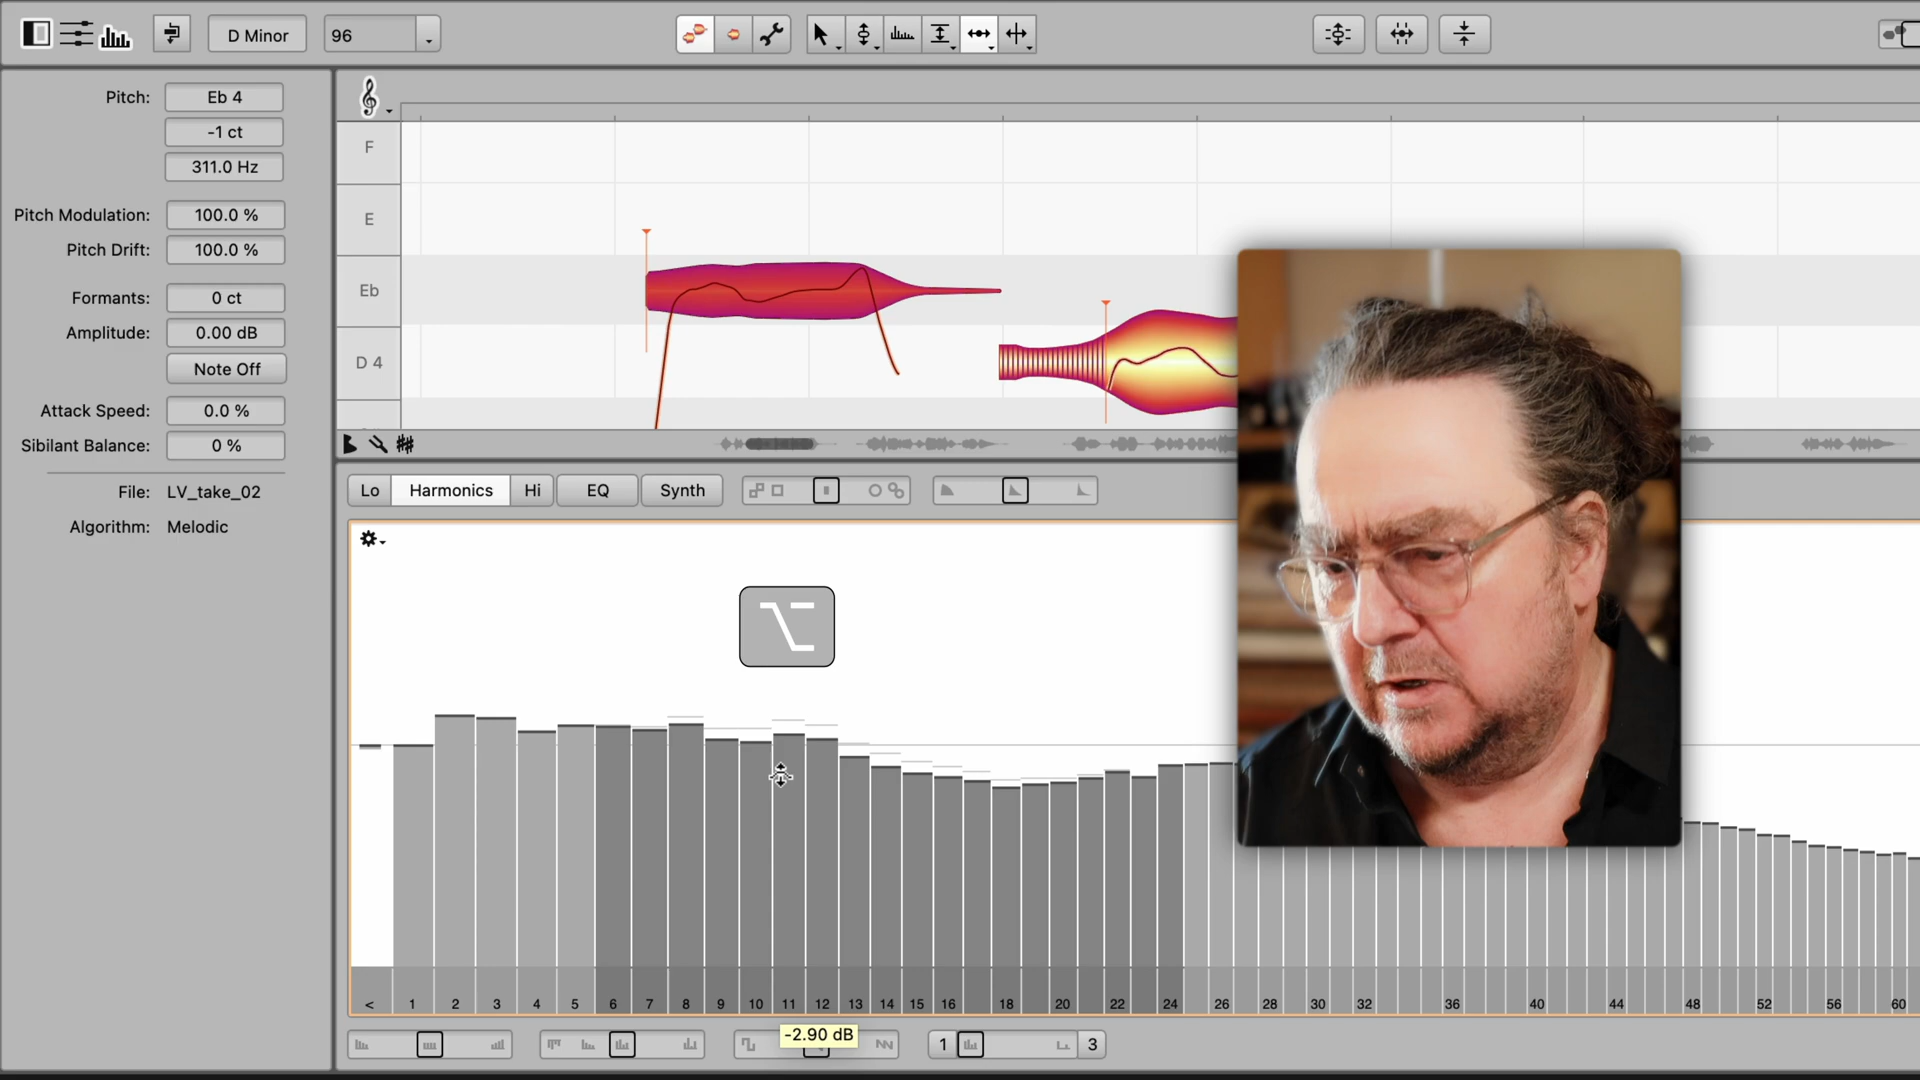 D Minor
96
Pitch: Eb 4
-1 ct
311.0 Hz
Pitch Modulation: 100.0 %
Pitch Drift: 100.0 %
Formants: 0 ct
Amplitude: 0.00 dB
Note Off
Attack Speed: 0.0 %
Sibilant Balance: 0 %
File: LV_take_02
Algorithm: Melodic
F
E
Eb
D 4
Lo Harmonics Hi EQ Synth
< 1 2 3 4 5 6 7 8 9 10 11 12 13 14 15 16 18 20 22 24 26 28 30 32 36 40 44 48 52 56 60
-2.90 dB
1 3